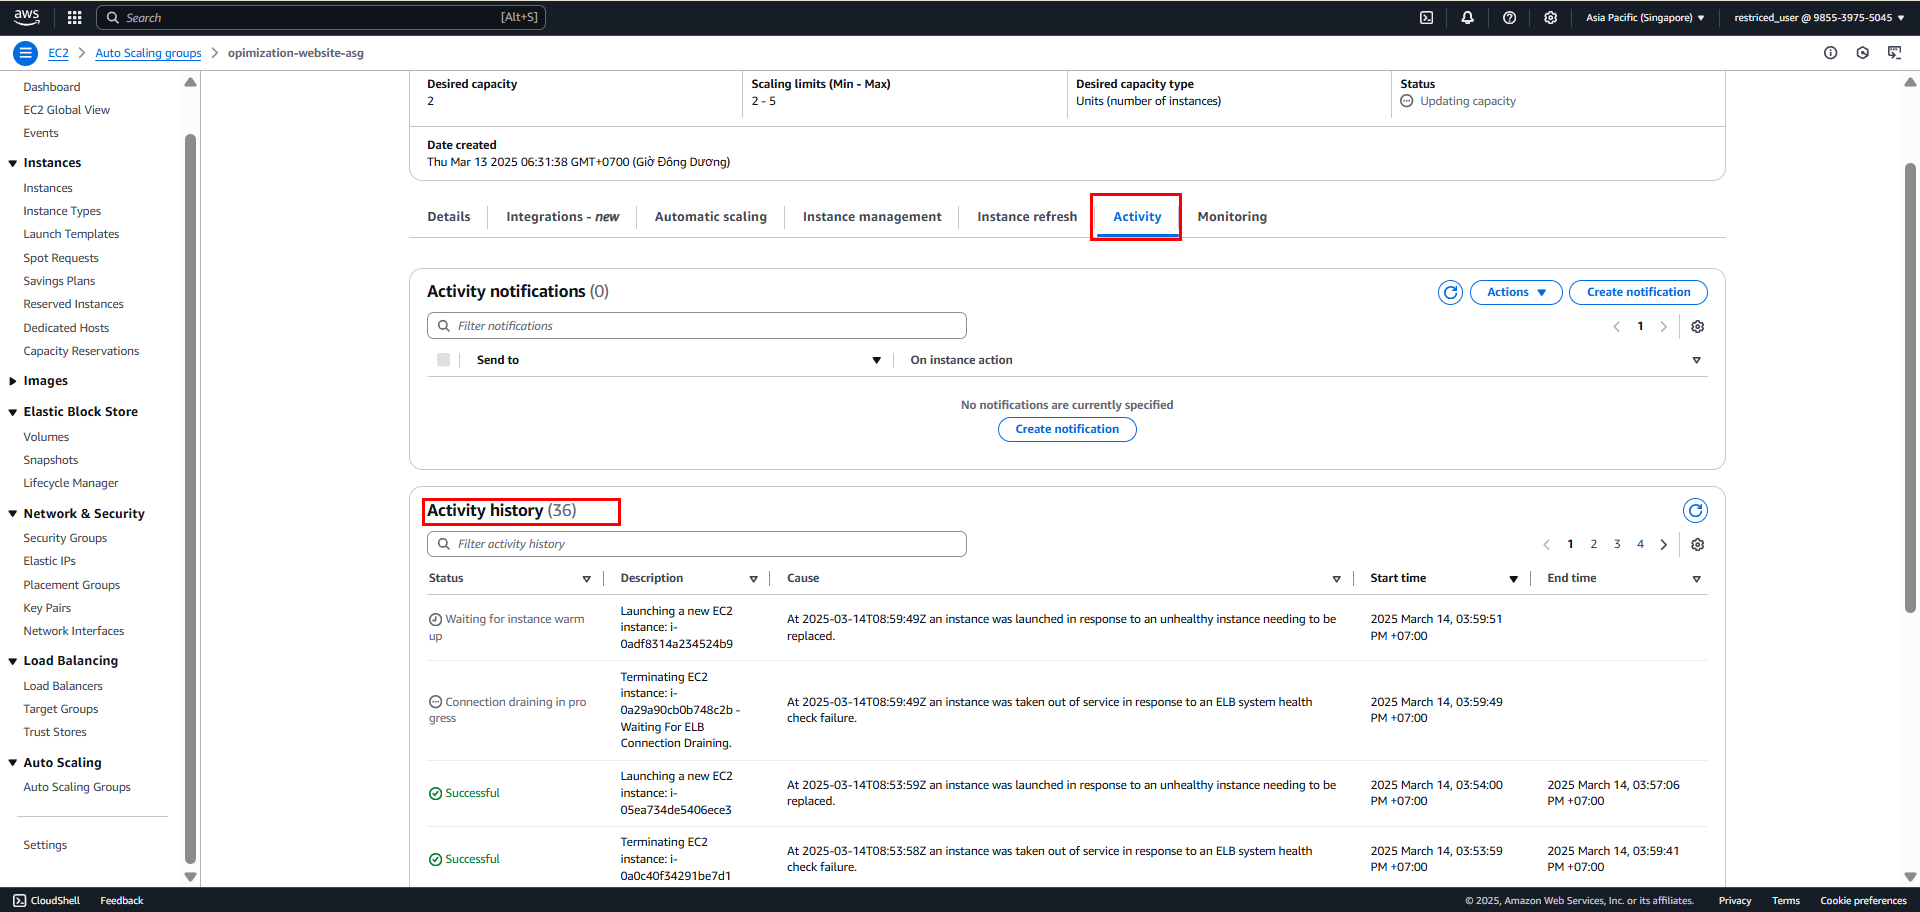 aws
Search
[Alt+S]
Asia Pacific (Singapore)
restriced_user @ 9855-3975-5045
EC2
Auto Scaling groups
opimization-website-asg
Dashboard
EC2 Global View
Events
Instances
Instances
Instance Types
Launch Templates
Spot Requests
Savings Plans
Reserved Instances
Dedicated Hosts
Capacity Reservations
Images
Elastic Block Store
Volumes
Snapshots
Lifecycle Manager
Network & Security
Security Groups
Elastic IPs
Placement Groups
Key Pairs
Network Interfaces
Load Balancing
Load Balancers
Target Groups
Trust Stores
Auto Scaling
Auto Scaling Groups
Settings
Desired capacity
2
Scaling limits (Min - Max)
2 - 5
Desired capacity type
Units (number of instances)
Status
Updating capacity
Date created
Thu Mar 13 2025 06:31:38 GMT+0700 (Giờ Đông Dương)
Details
Integrations - new
Automatic scaling
Instance management
Instance refresh
Activity
Monitoring
Activity notifications (0)
Actions
Create notification
Filter notifications
1
Send to
On instance action
No notifications are currently specified
Create notification
Activity history (36)
Filter activity history
1 2 3 4
Status
Description
Cause
Start time
End time
Waiting for instance warm
up
Launching a new EC2
instance: i-
0adf8314a234524b9
At 2025-03-14T08:59:49Z an instance was launched in response to an unhealthy instance needing to be
replaced.
2025 March 14, 03:59:51
PM +07:00
Connection draining in pro
gress
Terminating EC2
instance: i-
0a29a90cb0b748c2b -
Waiting For ELB
Connection Draining.
At 2025-03-14T08:59:49Z an instance was taken out of service in response to an ELB system health
check failure.
2025 March 14, 03:59:49
PM +07:00
Successful
Launching a new EC2
instance: i-
05ea734de5406ece3
At 2025-03-14T08:53:59Z an instance was launched in response to an unhealthy instance needing to be
replaced.
2025 March 14, 03:54:00
PM +07:00
2025 March 14, 03:57:06
PM +07:00
Successful
Terminating EC2
instance: i-
0a0c40f34291be7d1
At 2025-03-14T08:53:58Z an instance was taken out of service in response to an ELB system health
check failure.
2025 March 14, 03:53:59
PM +07:00
2025 March 14, 03:59:41
PM +07:00
CloudShell
Feedback
© 2025, Amazon Web Services, Inc. or its affiliates.
Privacy
Terms
Cookie preferences